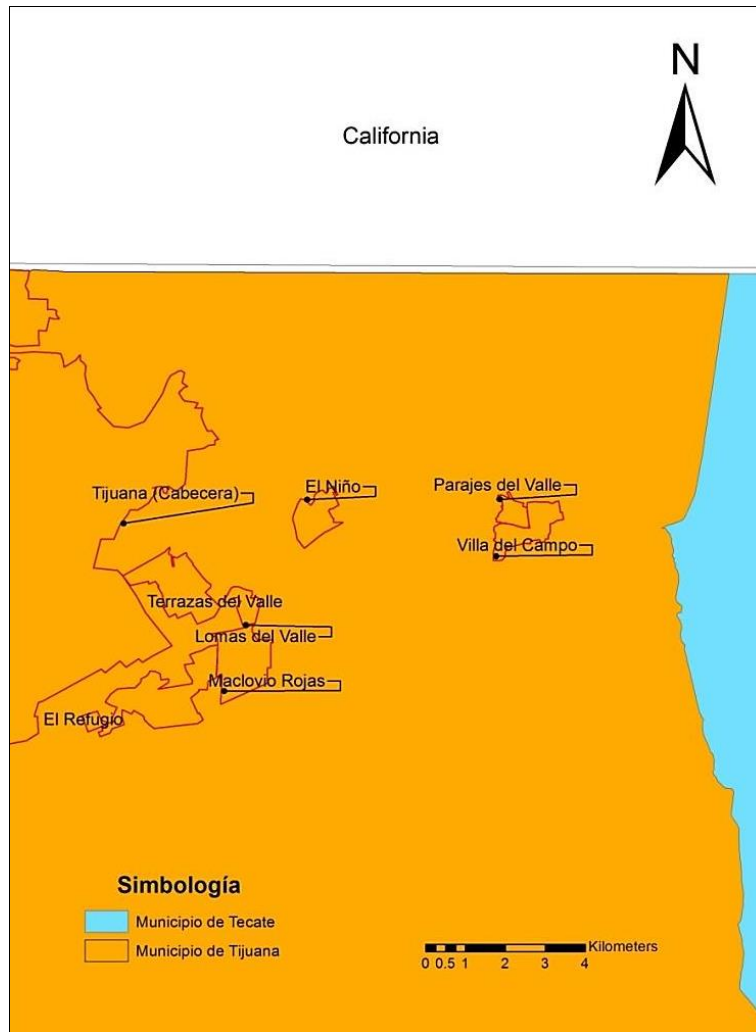 N
California
Tijuana (Cabecera)
El Niño
Parajes del Valle
Villa del Campo
Terrazas del Valle
Lomas del Valle
Maclovio Rojas
El Refugio
Simbología
Municipio de Tecate
Municipio de Tijuana
Kilometers
0 0.5 1 2 3 4